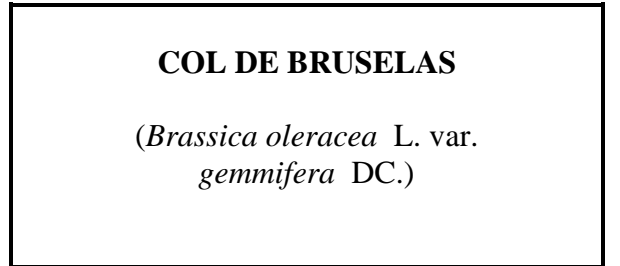 COL DE BRUSELAS
(Brassica oleracea L. var.
gemmifera DC.)